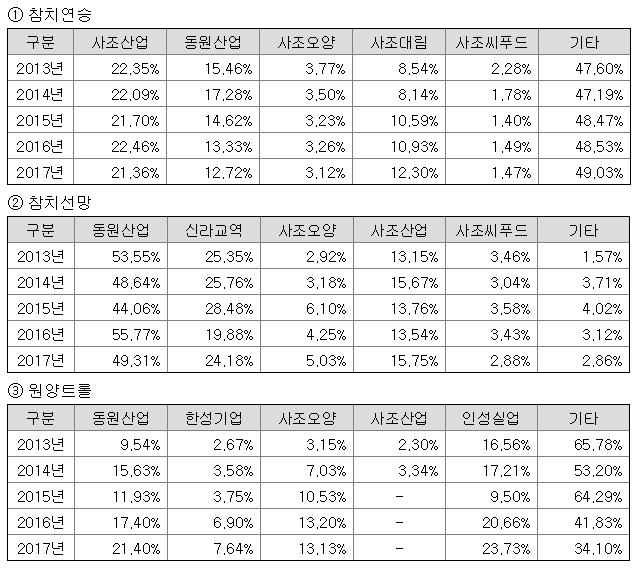 ① 참치연승
구분 사조산업 동원산업 사조오양 사조대림 사조씨푸드 기타
2013년 22.35% 15.46% 3.77% 8.54% 2.28% 47.60%
2014년 22.09% 17.28% 3.50% 8.14% 1.78% 47.19%
2015년 21.70% 14.62% 3.23% 10.59% 1.40% 48.47%
2016년 22.46% 13.33% 3.26% 10.93% 1.49% 48.53%
2017년 21.36% 12.72% 3.12% 12.30% 1.47% 49.03%
② 참치선망
구분 동원산업 신라교역 사조오양 사조산업 사조씨푸드 기타
2013년 53.55% 25.35% 2.92% 13.15% 3.46% 1.57%
2014년 48.64% 25.76% 3.18% 15.67% 3.04% 3.71%
2015년 44.06% 28.48% 6.10% 13.76% 3.58% 4.02%
2016년 55.77% 19.88% 4.25% 13.54% 3.43% 3.12%
2017년 49.31% 24.18% 5.03% 15.75% 2.88% 2.86%
③ 원양트롤
구분 동원산업 한성기업 사조오양 사조산업 인성실업 기타
2013년 9.54% 2.67% 3.15% 2.30% 16.56% 65.78%
2014년 15.63% 3.58% 7.03% 3.34% 17.21% 53.20%
2015년 11.93% 3.75% 10.53% - 9.50% 64.29%
2016년 17.40% 6.90% 13.20% - 20.66% 41.83%
2017년 21.40% 7.64% 13.13% - 23.73% 34.10%